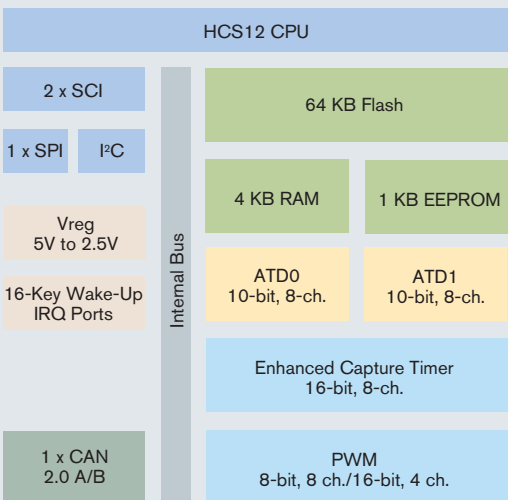 HCS12 CPU
2 x SCI
1 x SPI
I²C
Vreg
5V to 2.5V
16-Key Wake-Up
IRQ Ports
1 x CAN
2.0 A/B
Internal Bus
64 KB Flash
4 KB RAM
1 KB EEPROM
ATD0
10-bit, 8-ch.
ATD1
10-bit, 8-ch.
Enhanced Capture Timer
16-bit, 8-ch.
PWM
8-bit, 8 ch./16-bit, 4 ch.